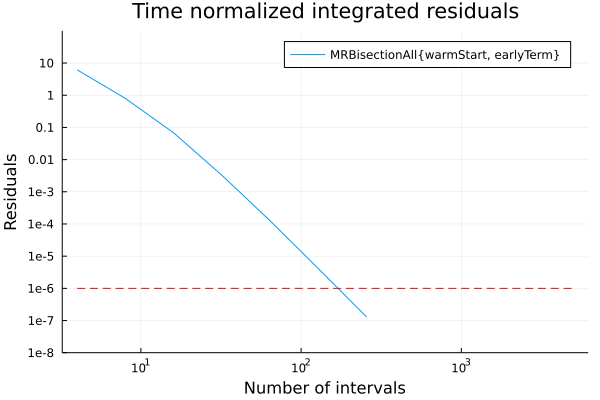 Time normalized integrated residuals
MRBisectionAll{warmStart, earlyTerm}
Residuals
10
1
0.1
0.01
1e-3
1e-4
1e-5
1e-6
1e-7
1e-8
10^1 10^2 10^3
Number of intervals